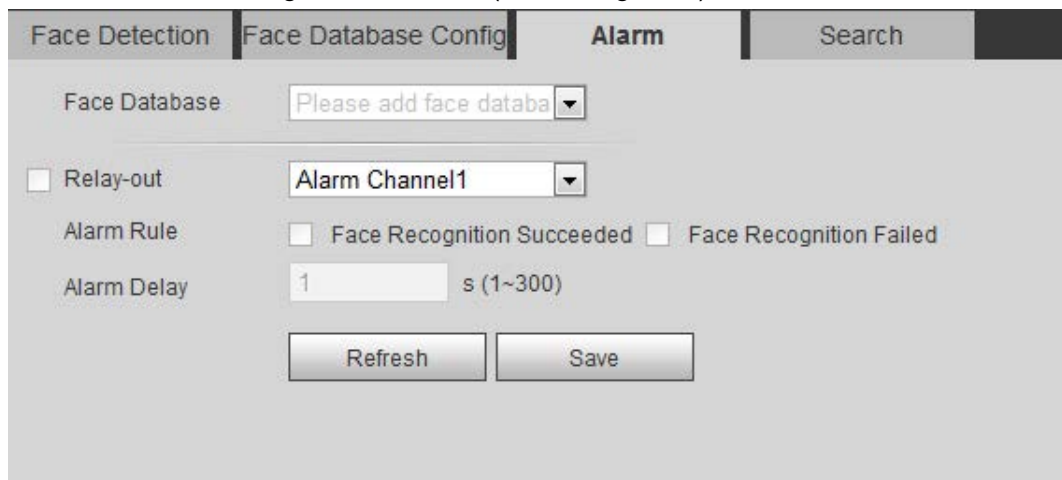 Face Detection Face Database Config Alarm Search
Face Database Please add face databa
Relay-out Alarm Channel1
Alarm Rule Face Recognition Succeeded Face Recognition Failed
Alarm Delay 1 s (1~300)
Refresh Save